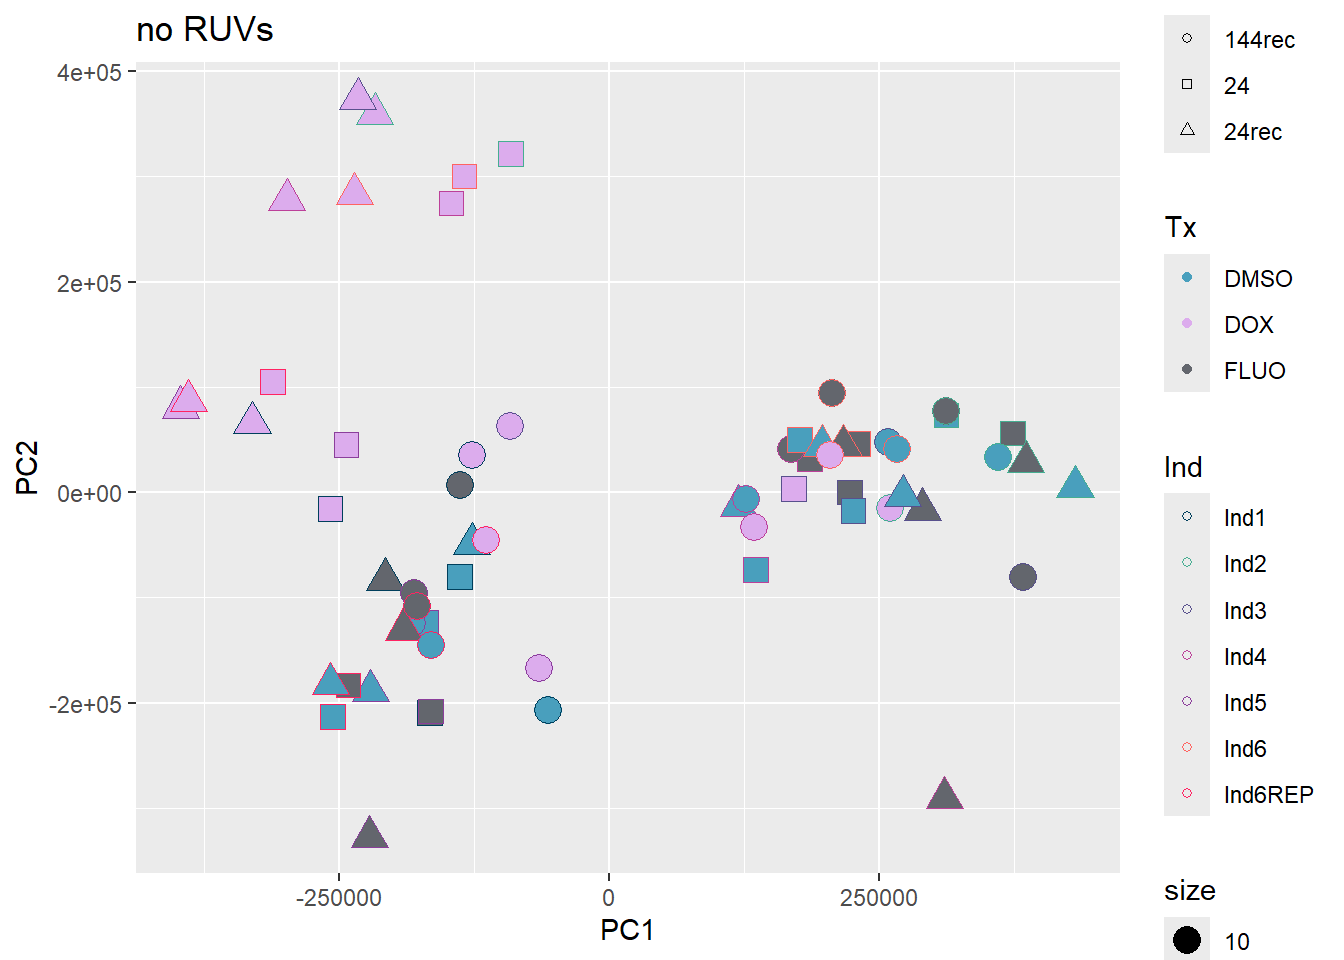 no RUVs
4e+05
2e+05
0e+00
-2e+05
PC2
-250000
0
250000
PC1
144rec
24
24rec
Tx
DMSO
DOX
FLUO
Ind
Ind1
Ind2
Ind3
Ind4
Ind5
Ind6
Ind6REP
size
10